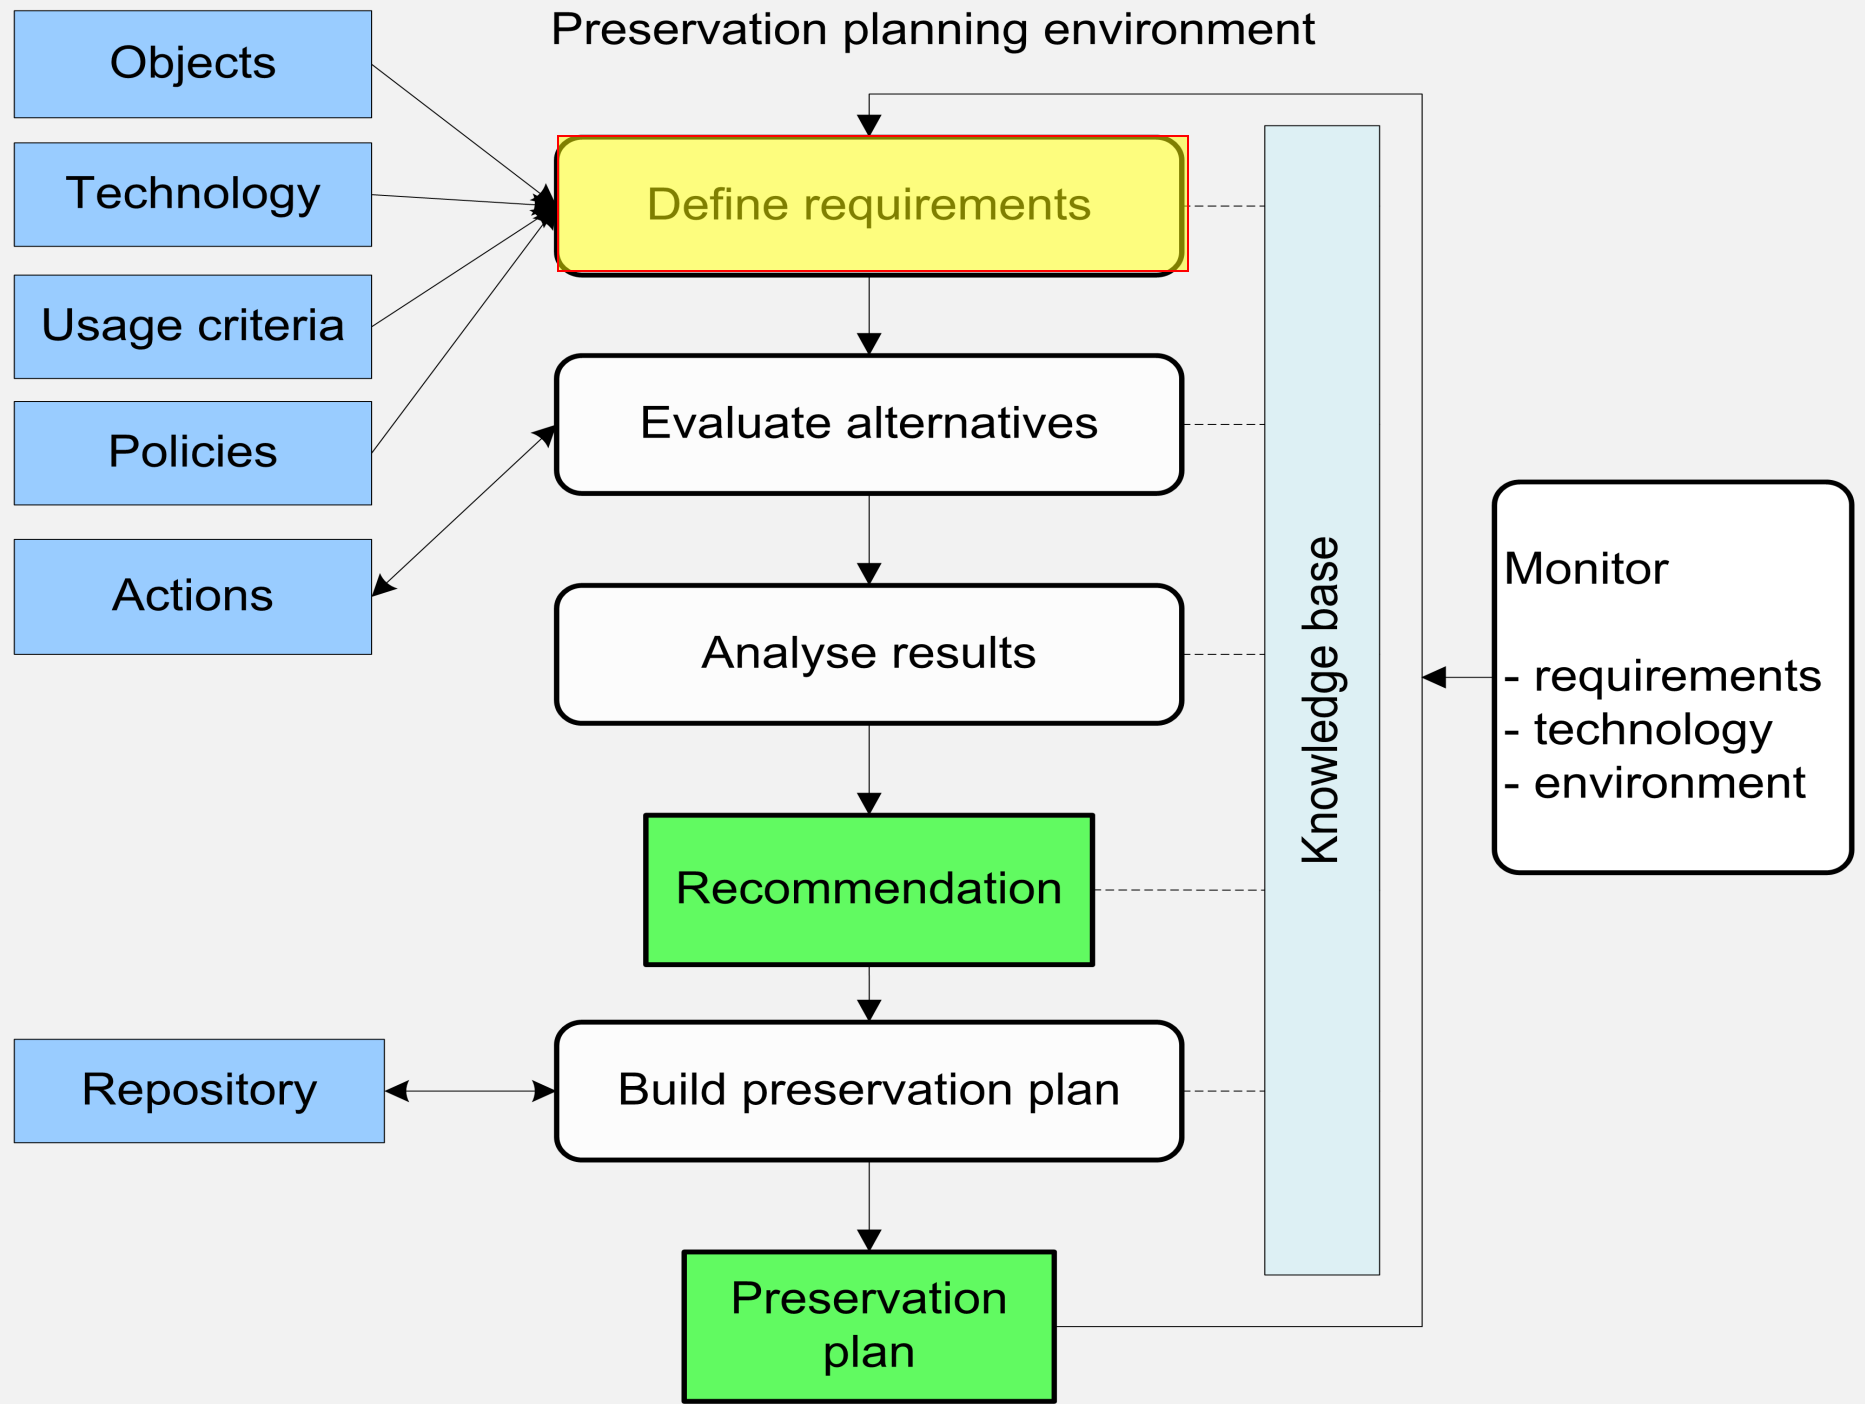 Preservation planning environment
Objects
Technology
Usage criteria
Policies
Actions
Repository
Define requirements
Evaluate alternatives
Analyse results
Recommendation
Build preservation plan
Preservation
plan
Knowledge base
Monitor
- requirements
- technology
- environment